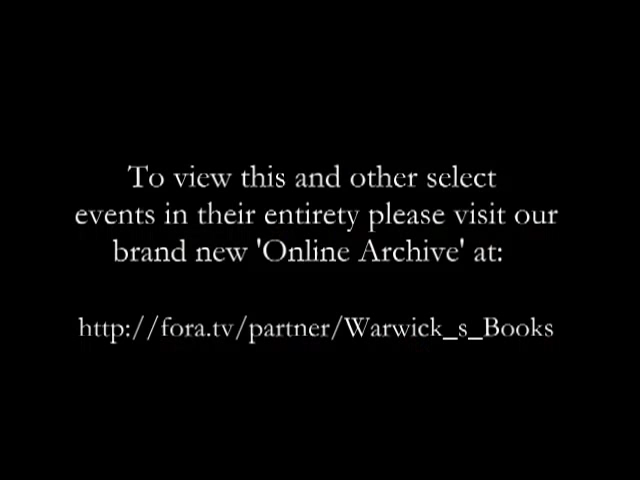 To view this and other select
events in their entirety please visit our
brand new 'Online Archive' at:
http://fora.tv/partner/Warwick_s_Books